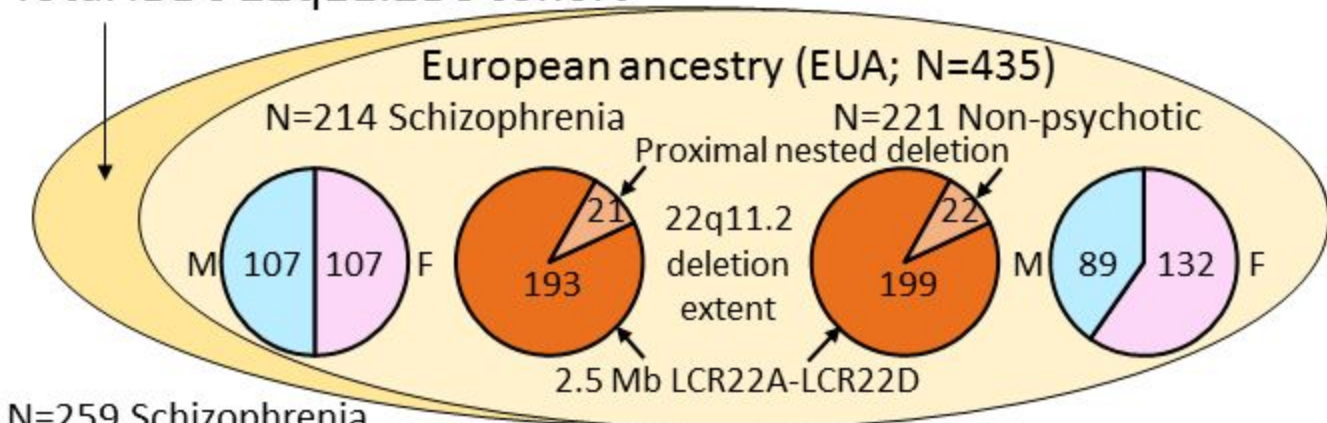 European ancestry (EUA; N=435)
N=214 Schizophrenia
N=221 Non-psychotic
Proximal nested deletion
M 107 107 F
21
193
22q11.2
deletion
extent
22
199
M 89 132 F
2.5 Mb LCR22A-LCR22D
N=259 Schizophrenia